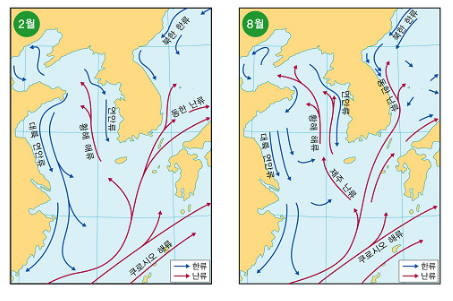 2월
북한 한류
동한 난류
연안류
황해 해류
대륙 연안류
쿠로시오 해류
한류
난류
8월
북한 한류
동한 난류
연안류
황해 해류
대륙 연안류
제주 난류
쿠로시오 해류
한류
난류